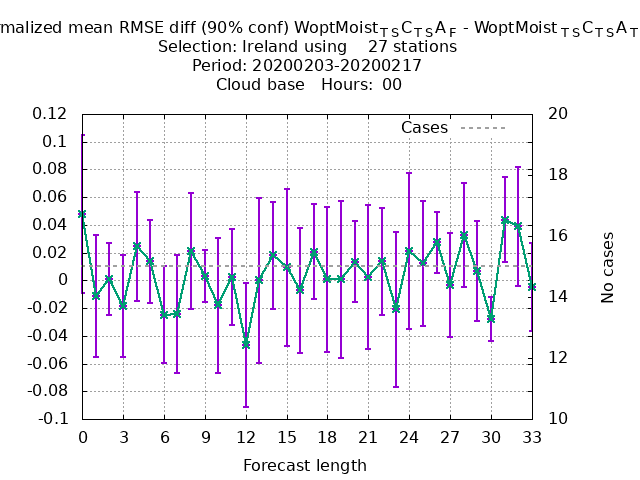 rmalized mean RMSE diff (90% conf) WoptMoist_TS C_TS A_F - WoptMoist_TS C_TS A_T
Selection: Ireland using 27 stations
Period: 20200203-20200217
Cloud base Hours: 00
Cases
0.12
0.1
0.08
0.06
0.04
0.02
0
-0.02
-0.04
-0.06
-0.08
-0.1
20
18
16
14
12
10
No cases
0 3 6 9 12 15 18 21 24 27 30 33
Forecast length